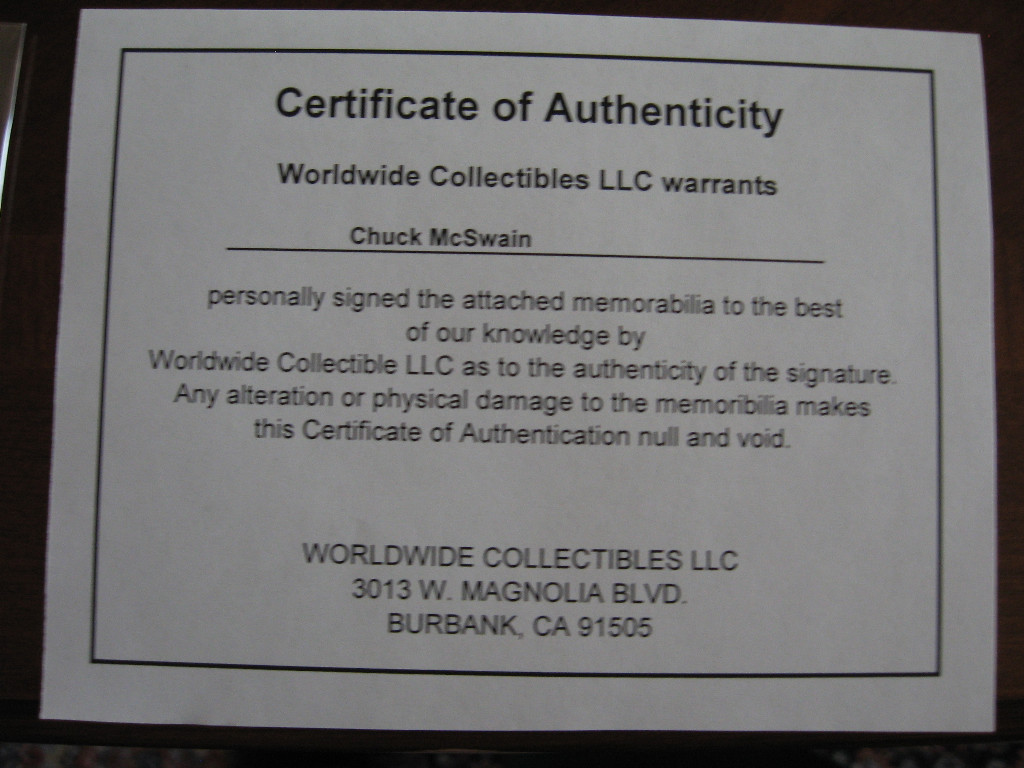 Certificate of Authenticity
Worldwide Collectibles LLC warrants
Chuck McSwain
personally signed the attached memorabilia to the best
of our knowledge by
Worldwide Collectible LLC as to the authenticity of the signature.
Any alteration or physical damage to the memoribilia makes
this Certificate of Authentication null and void.
WORLDWIDE COLLECTIBLES LLC
3013 W. MAGNOLIA BLVD.
BURBANK, CA 91505